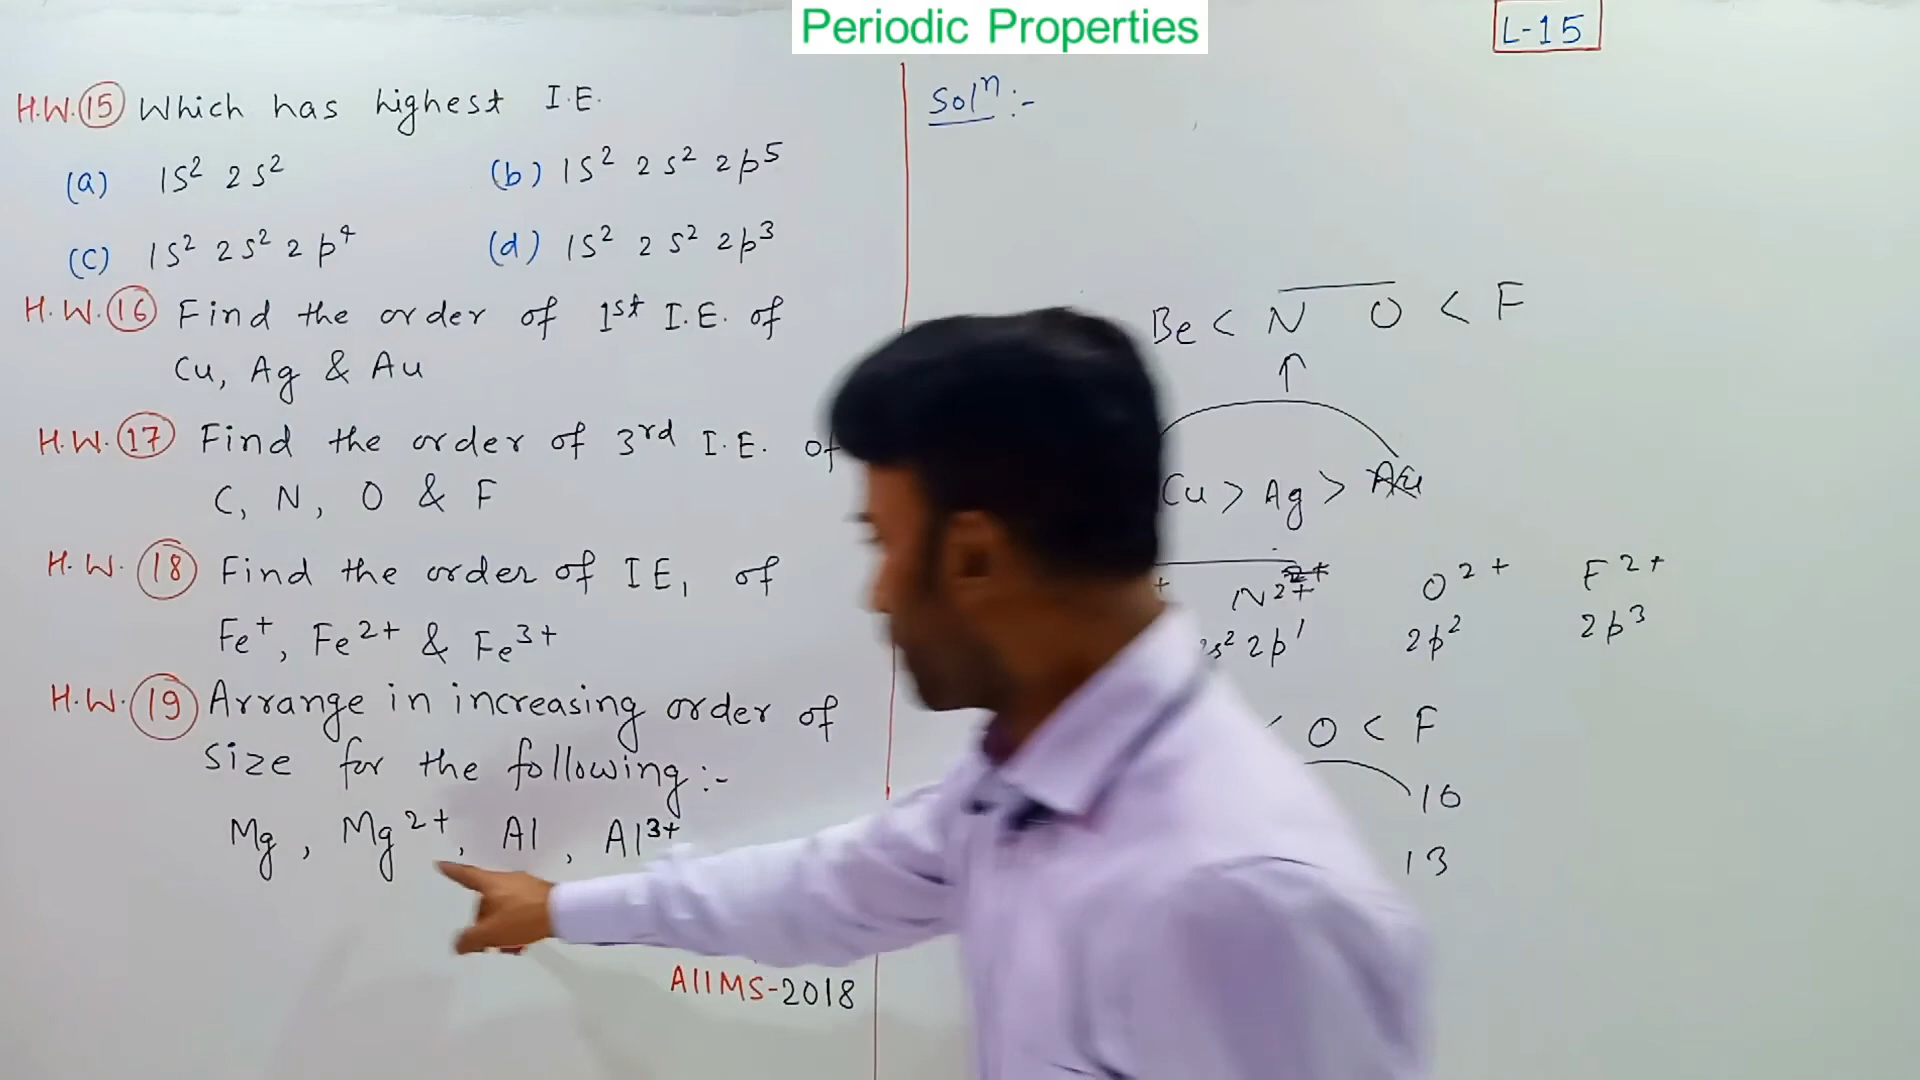 Periodic Properties
L-15
H.W. 15 Which has highest I.E.
(a) 1s² 2s² (b) 1s² 2s² 2p⁵
(c) 1s² 2s² 2p⁴ (d) 1s² 2s² 2p³
H.W. 16 Find the order of 1st I.E. of
Cu, Ag & Au
H.W. 17 Find the order of 3rd I.E. of
C, N, O & F
H.W. 18 Find the order of IE₁ of
Fe⁺, Fe²⁺ & Fe³⁺
H.W. 19 Arrange in increasing order of
size for the following :-
Mg, Mg²⁺, Al, Al³⁺
AIIMS-2018
Solⁿ :-
Be < N O < F
↑
Cu > Ag > Au
N²⁺ O²⁺ F²⁺
2s² 2p¹ 2p² 2p³
< O < F
10
13